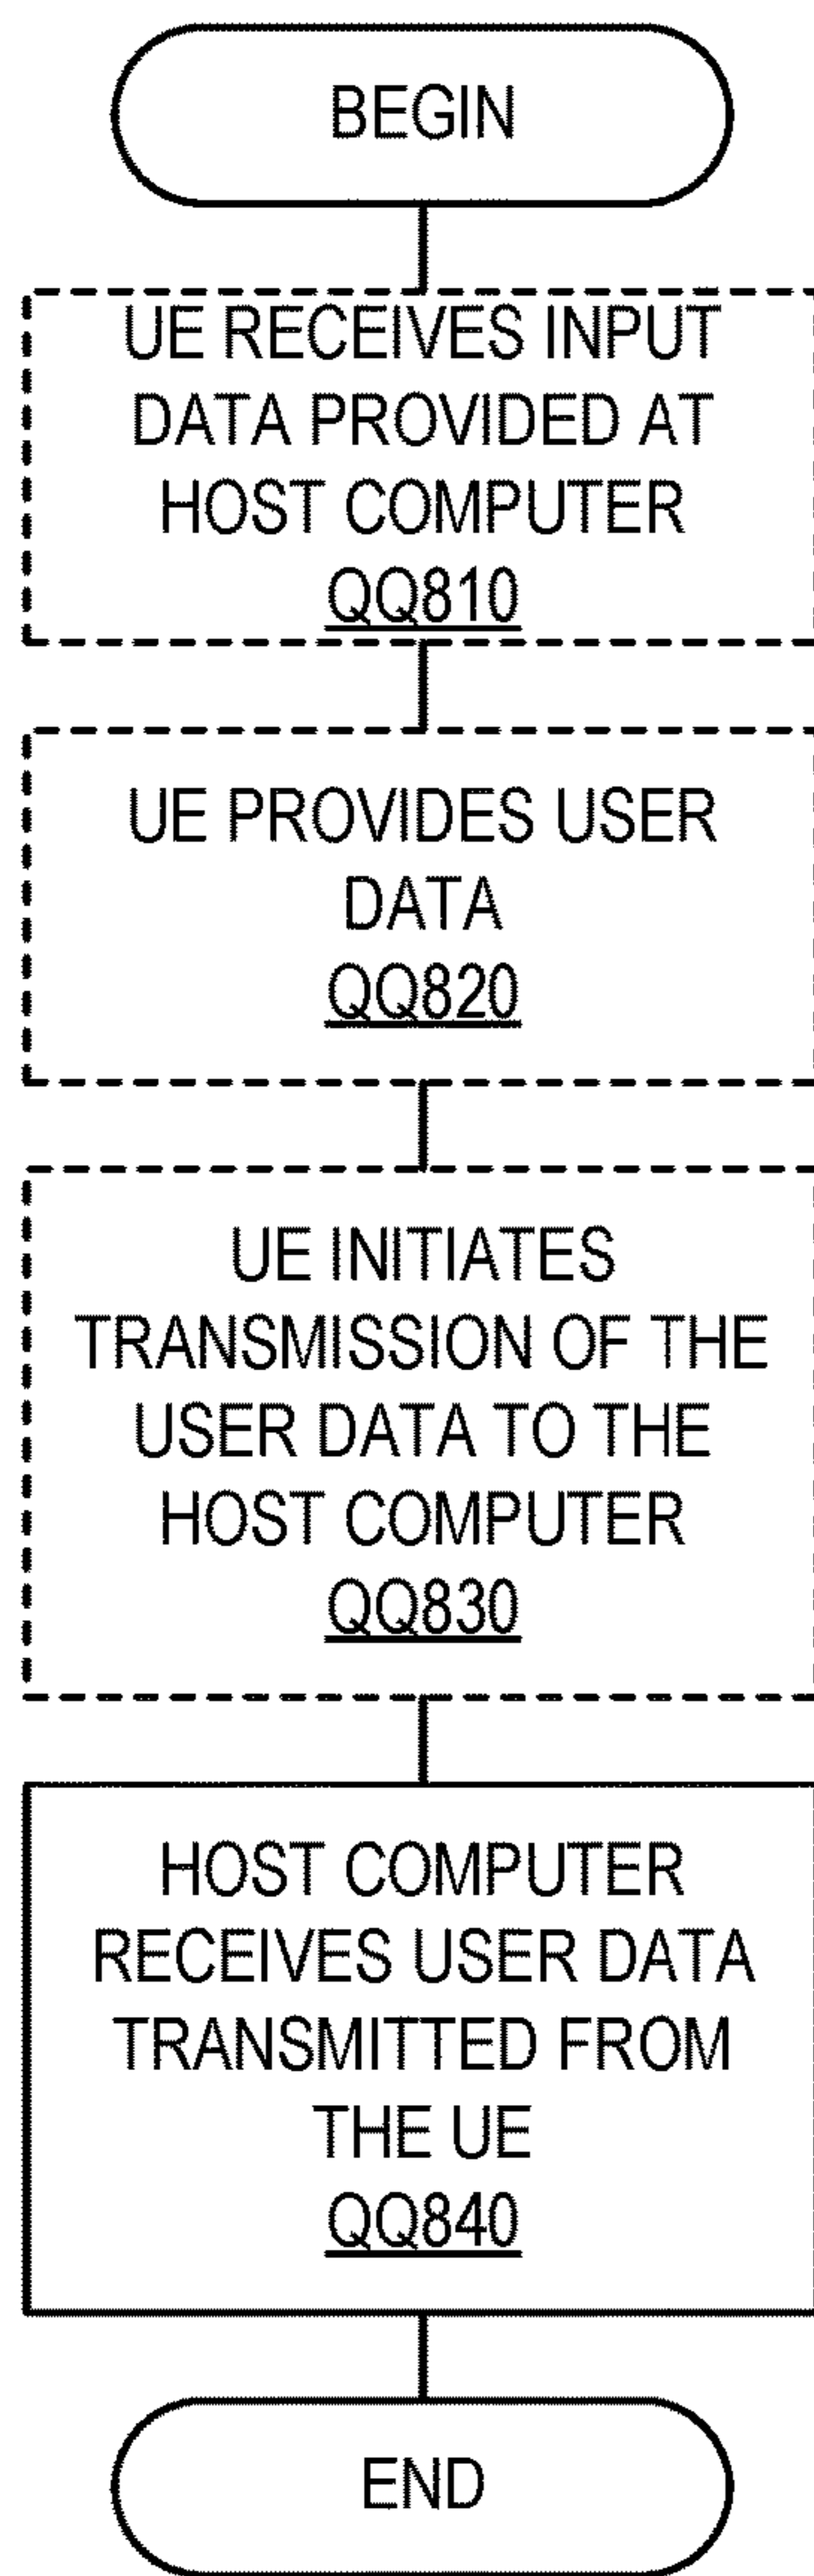 BEGIN
UE RECEIVES INPUT
DATA PROVIDED AT
HOST COMPUTER
QQ810
UE PROVIDES USER
DATA
QQ820
UE INITIATES
TRANSMISSION OF THE
USER DATA TO THE
HOST COMPUTER
QQ830
HOST COMPUTER
RECEIVES USER DATA
TRANSMITTED FROM
THE UE
QQ840
END